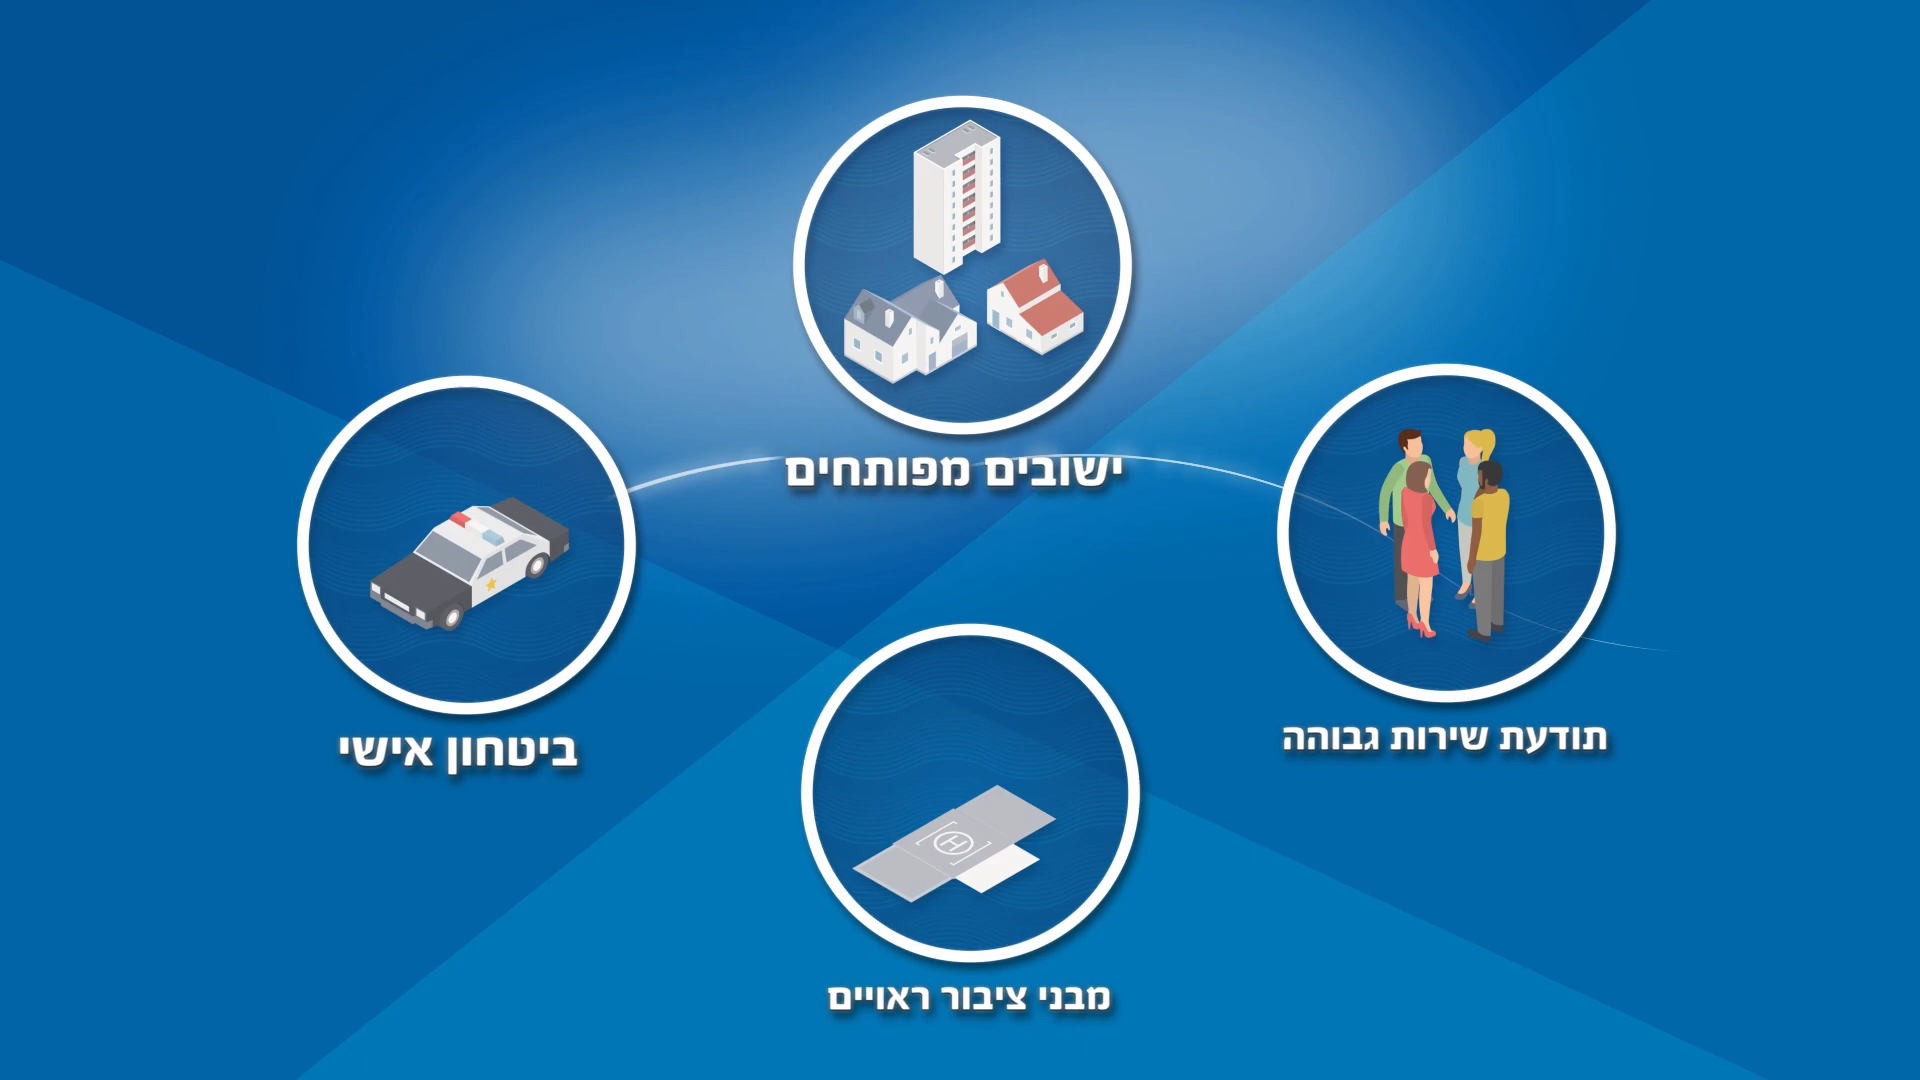 ישובים מפותחים
תודעת שירות גבוהה
ביטחון אישי
מבני ציבור ראויים
H